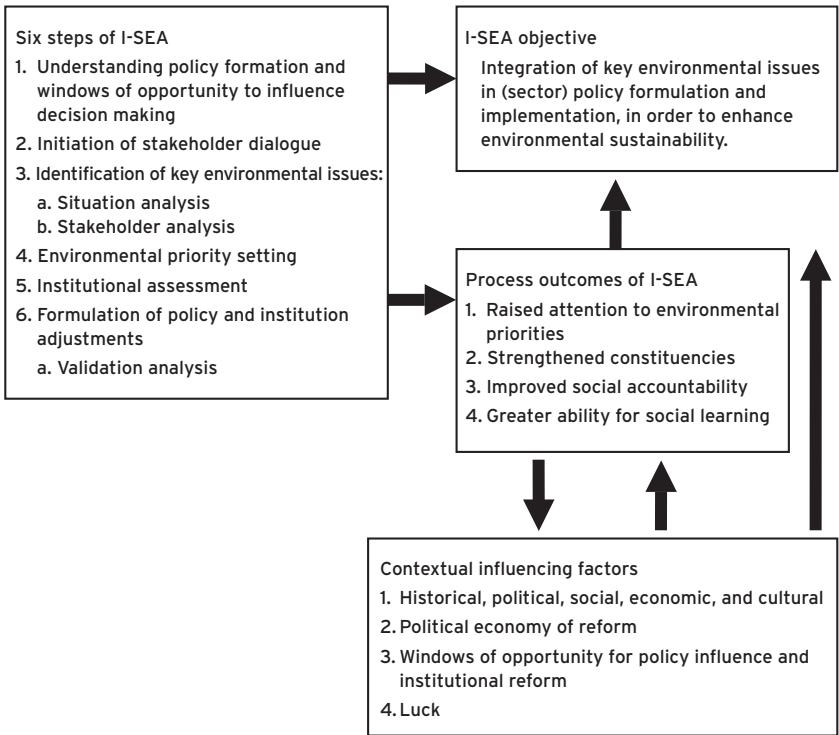 Six steps of I-SEA
1. Understanding policy formation and
windows of opportunity to influence
decision making
2. Initiation of stakeholder dialogue
3. Identification of key environmental issues:
a. Situation analysis
b. Stakeholder analysis
4. Environmental priority setting
5. Institutional assessment
6. Formulation of policy and institution
adjustments
a. Validation analysis
I-SEA objective
Integration of key environmental issues
in (sector) policy formulation and
implementation, in order to enhance
environmental sustainability.
Process outcomes of I-SEA
1. Raised attention to environmental
priorities
2. Strengthened constituencies
3. Improved social accountability
4. Greater ability for social learning
Contextual influencing factors
1. Historical, political, social, economic, and cultural
2. Political economy of reform
3. Windows of opportunity for policy influence and
institutional reform
4. Luck